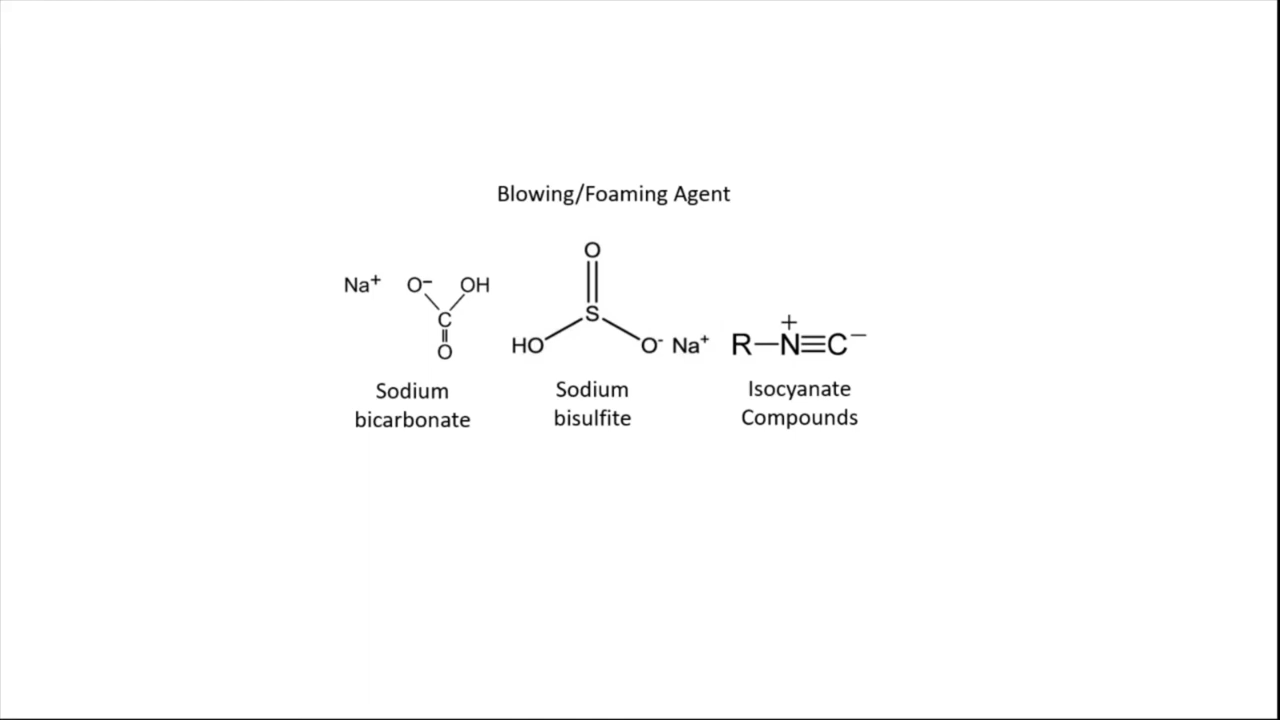 Blowing/Foaming Agent
O
Na⁺ O⁻ OH
S
C
O
HO O⁻ Na⁺ R—N⁺≡C⁻
Sodium
bicarbonate
Sodium
bisulfite
Isocyanate
Compounds